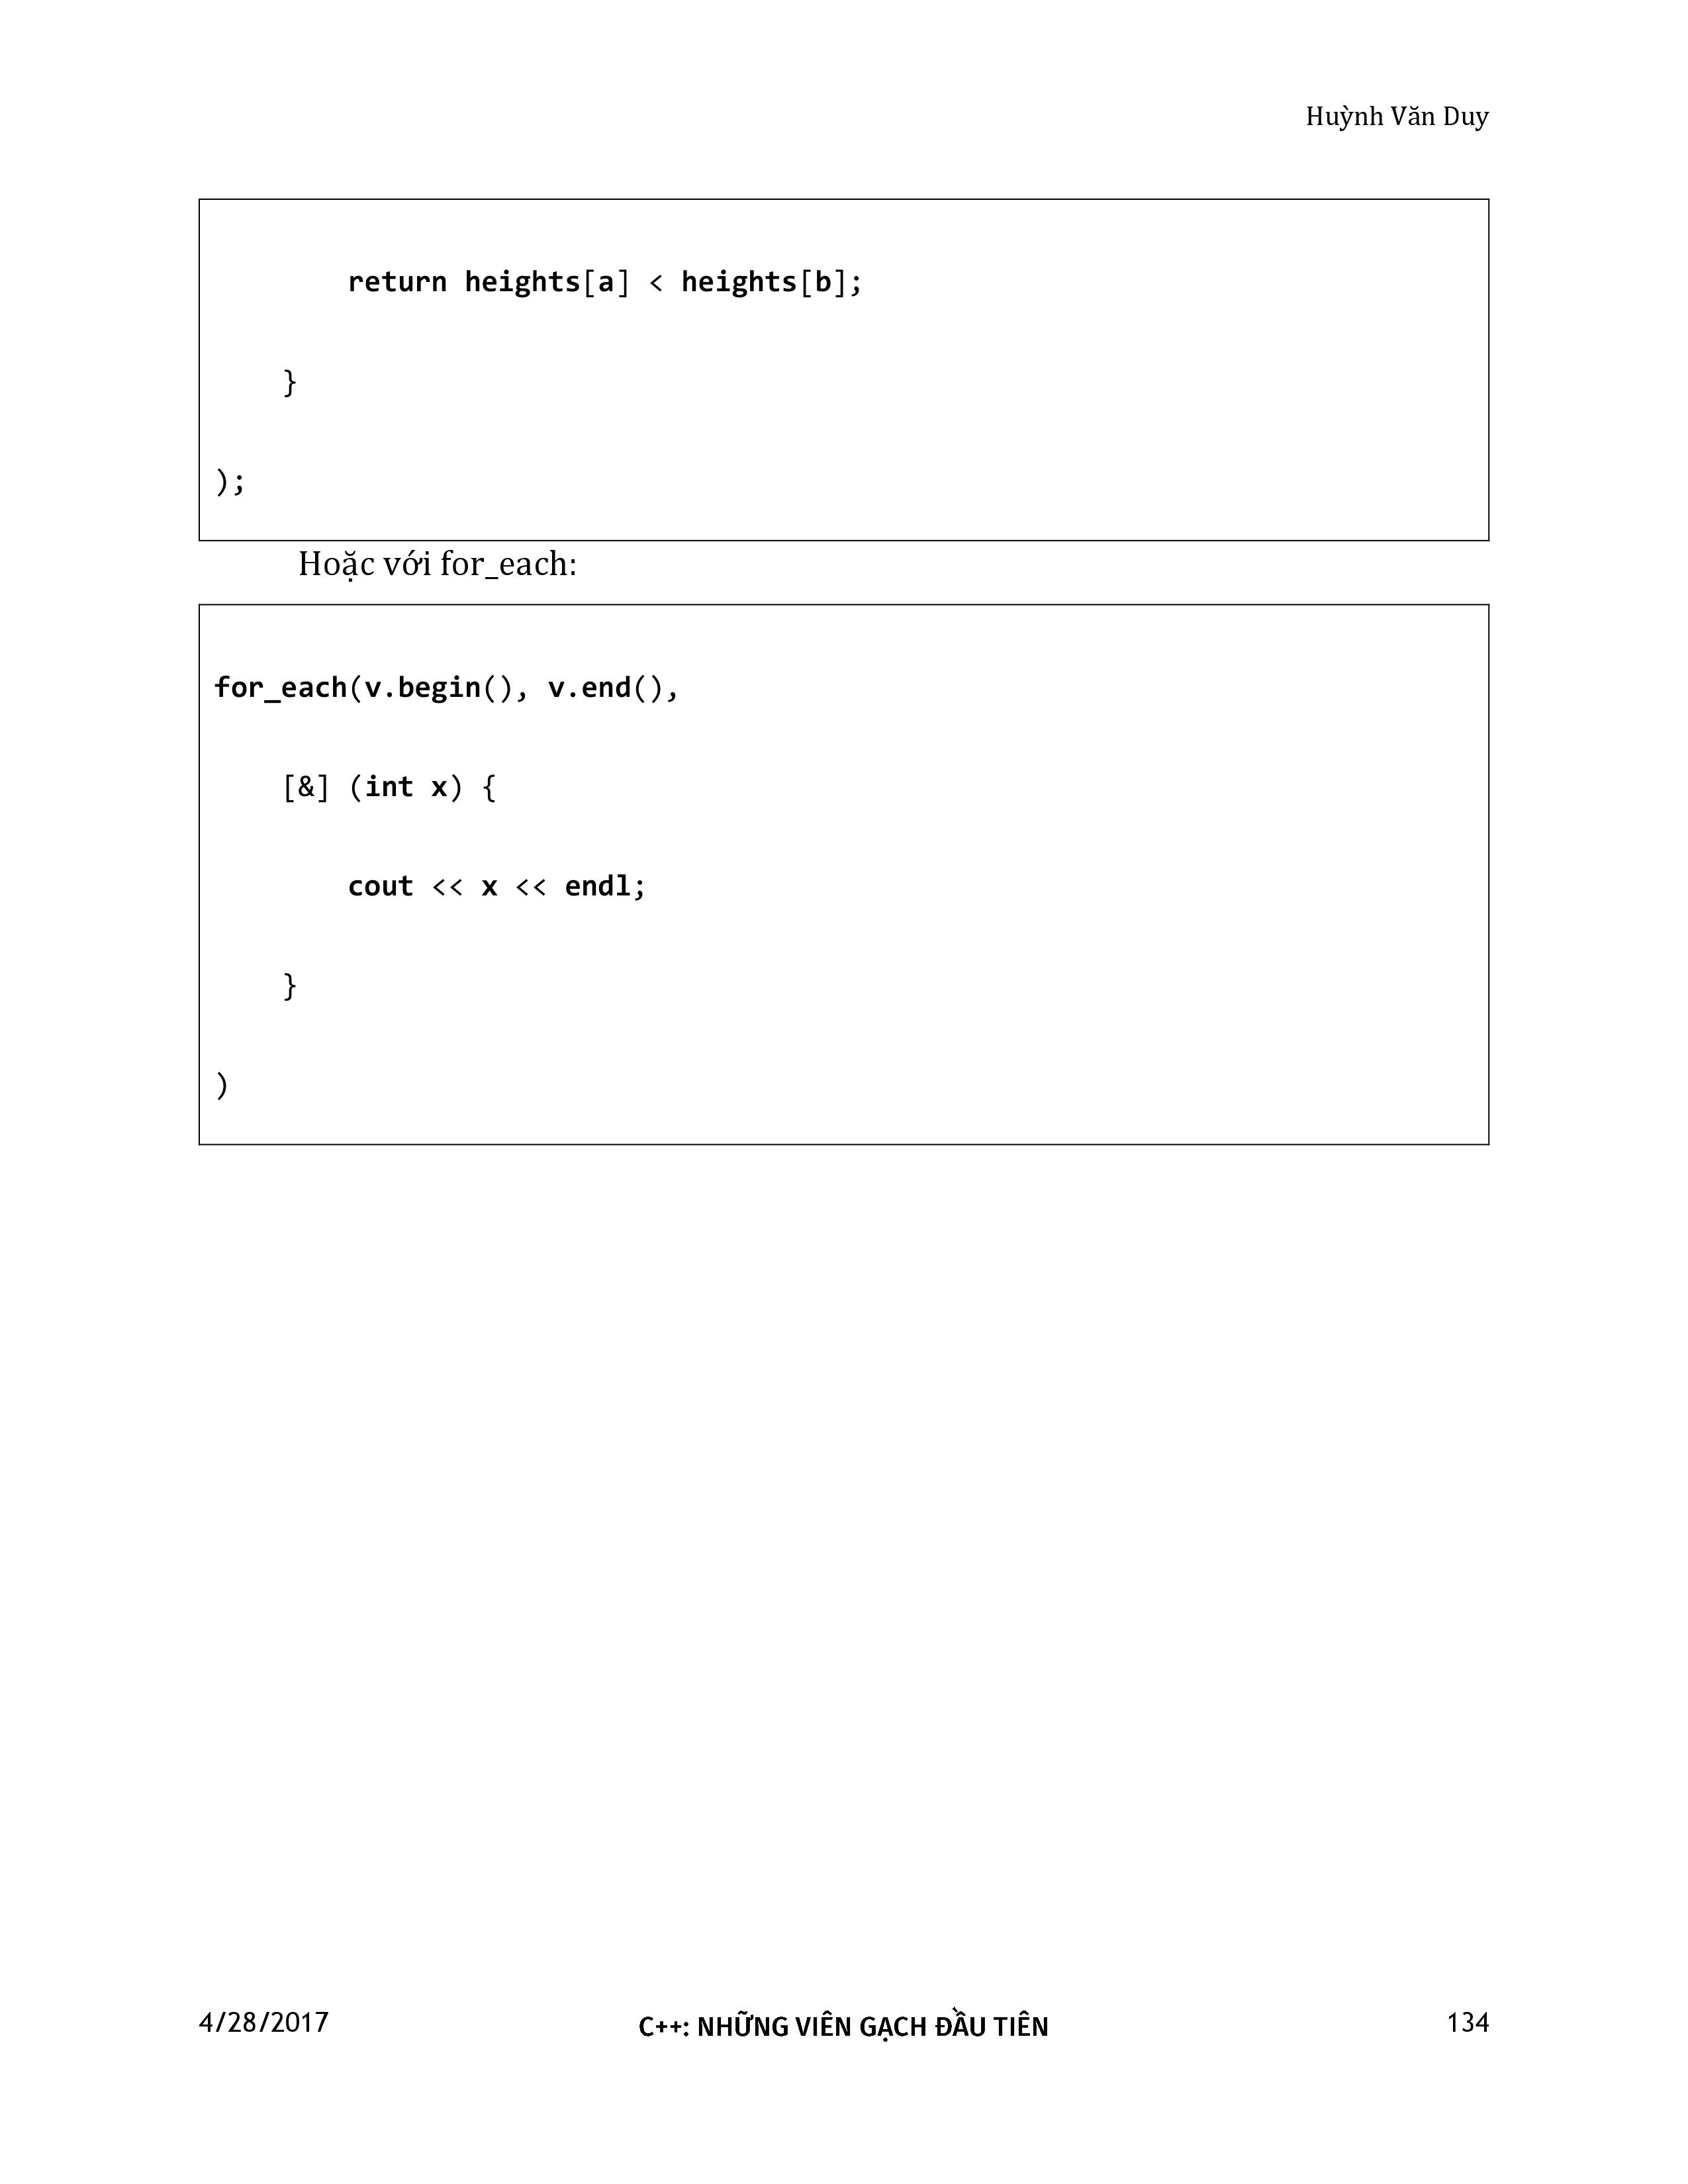 Huỳnh Văn Duy
return heights[a] < heights[b];
}
);
Hoặc với for_each:
for_each(v.begin(), v.end(),
[&] (int x) {
cout << x << endl;
}
)
4/28/2017 C++: NHỮNG VIÊN GẠCH ĐẦU TIÊN 134